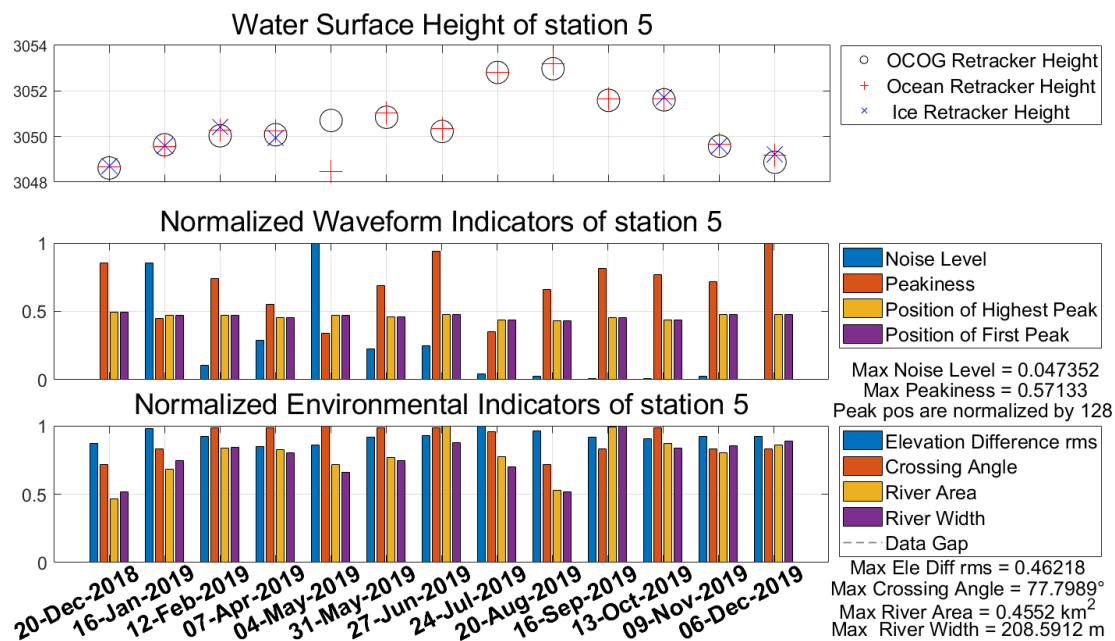 Water Surface Height of station 5
3054
3052
3050
3048
OCOG Retracker Height
Ocean Retracker Height
Ice Retracker Height
Normalized Waveform Indicators of station 5
1
0.5
0
Noise Level
Peakiness
Position of Highest Peak
Position of First Peak
Max Noise Level = 0.047352
Max Peakiness = 0.57133
Peak pos are normalized by 128
Normalized Environmental Indicators of station 5
1
0.5
0
Elevation Difference rms
Crossing Angle
River Area
River Width
Data Gap
Max Ele Diff rms = 0.46218
Max Crossing Angle = 77.7989°
Max River Area = 0.4552 km²
Max River Width = 208.5912 m
20-Dec-2018
16-Jan-2019
12-Feb-2019
07-Apr-2019
04-May-2019
31-May-2019
27-Jun-2019
24-Jul-2019
20-Aug-2019
16-Sep-2019
13-Oct-2019
09-Nov-2019
06-Dec-2019